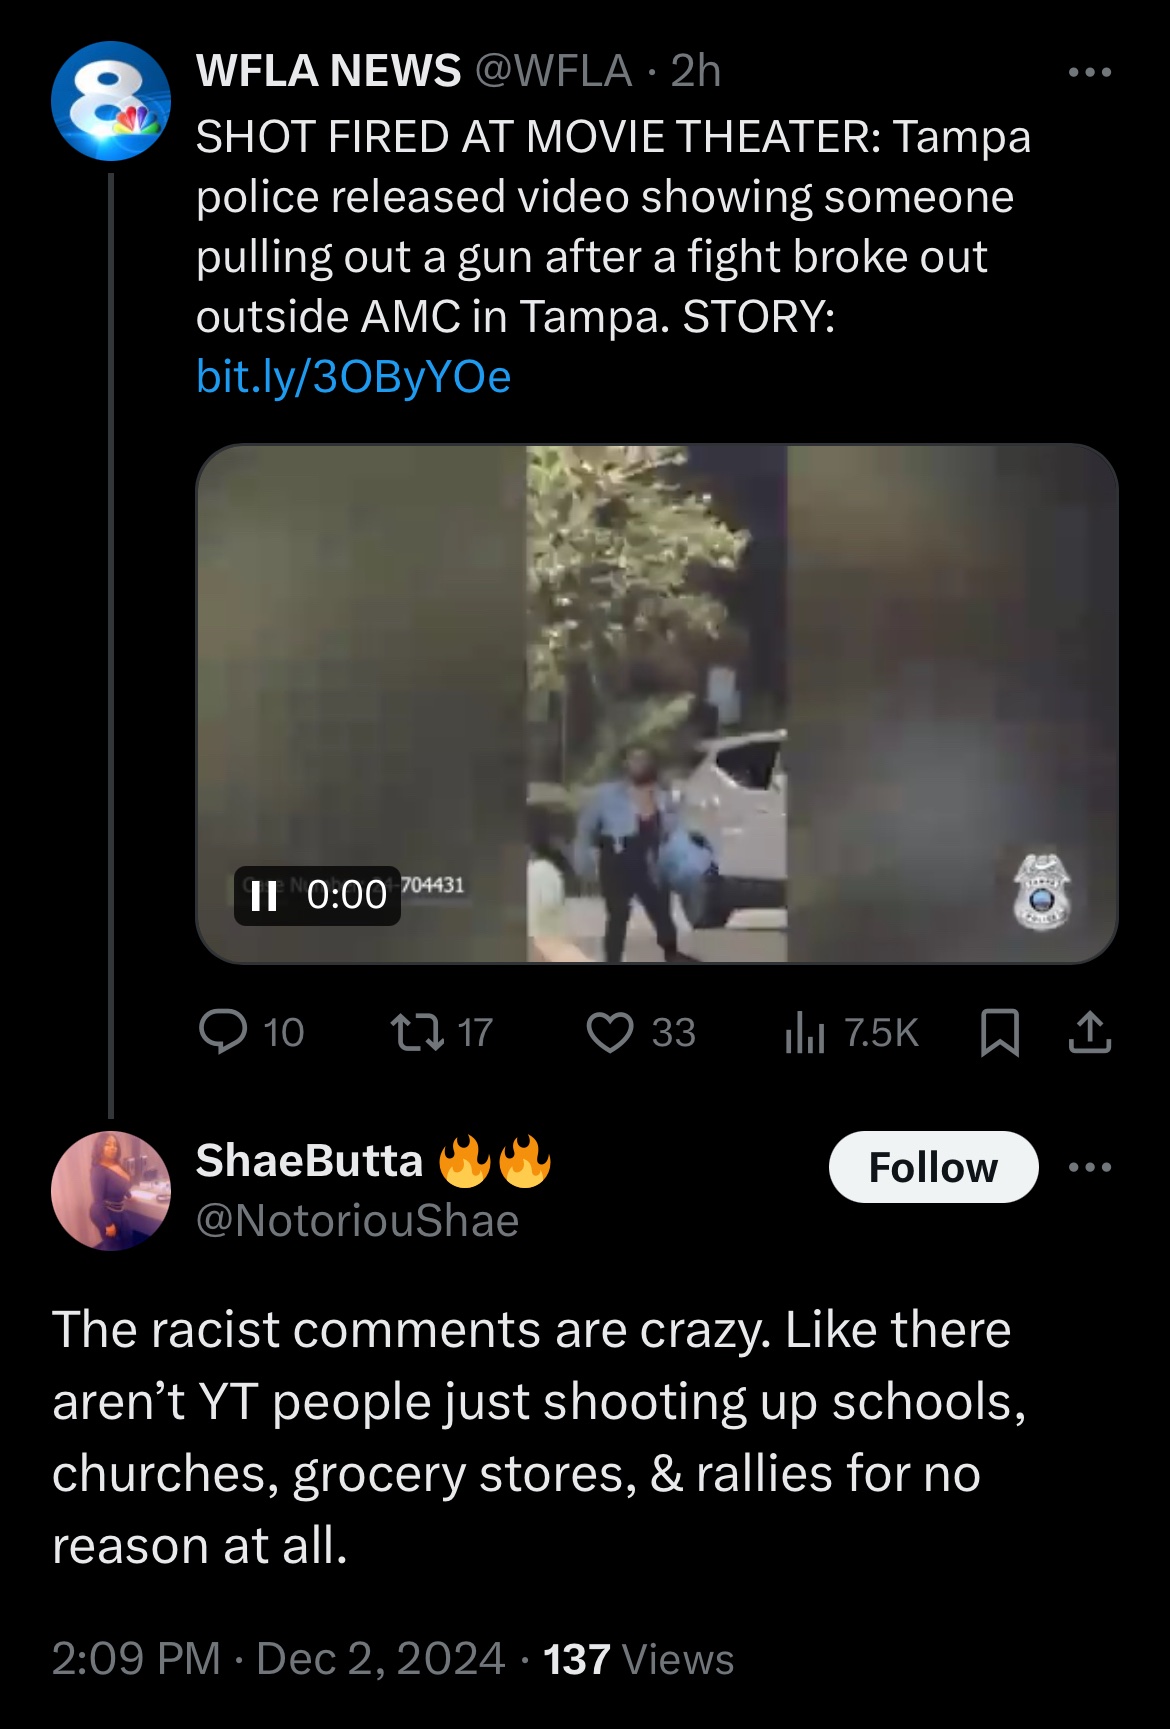 WFLA NEWS @WFLA · 2h
SHOT FIRED AT MOVIE THEATER: Tampa
police released video showing someone
pulling out a gun after a fight broke out
outside AMC in Tampa. STORY:
bit.ly/3OByYOe
-704431
0:00
10 17 33 7.5K
ShaeButta 🔥🔥
Follow
@NotoriouShae
The racist comments are crazy. Like there
aren’t YT people just shooting up schools,
churches, grocery stores, & rallies for no
reason at all.
2:09 PM · Dec 2, 2024 · 137 Views